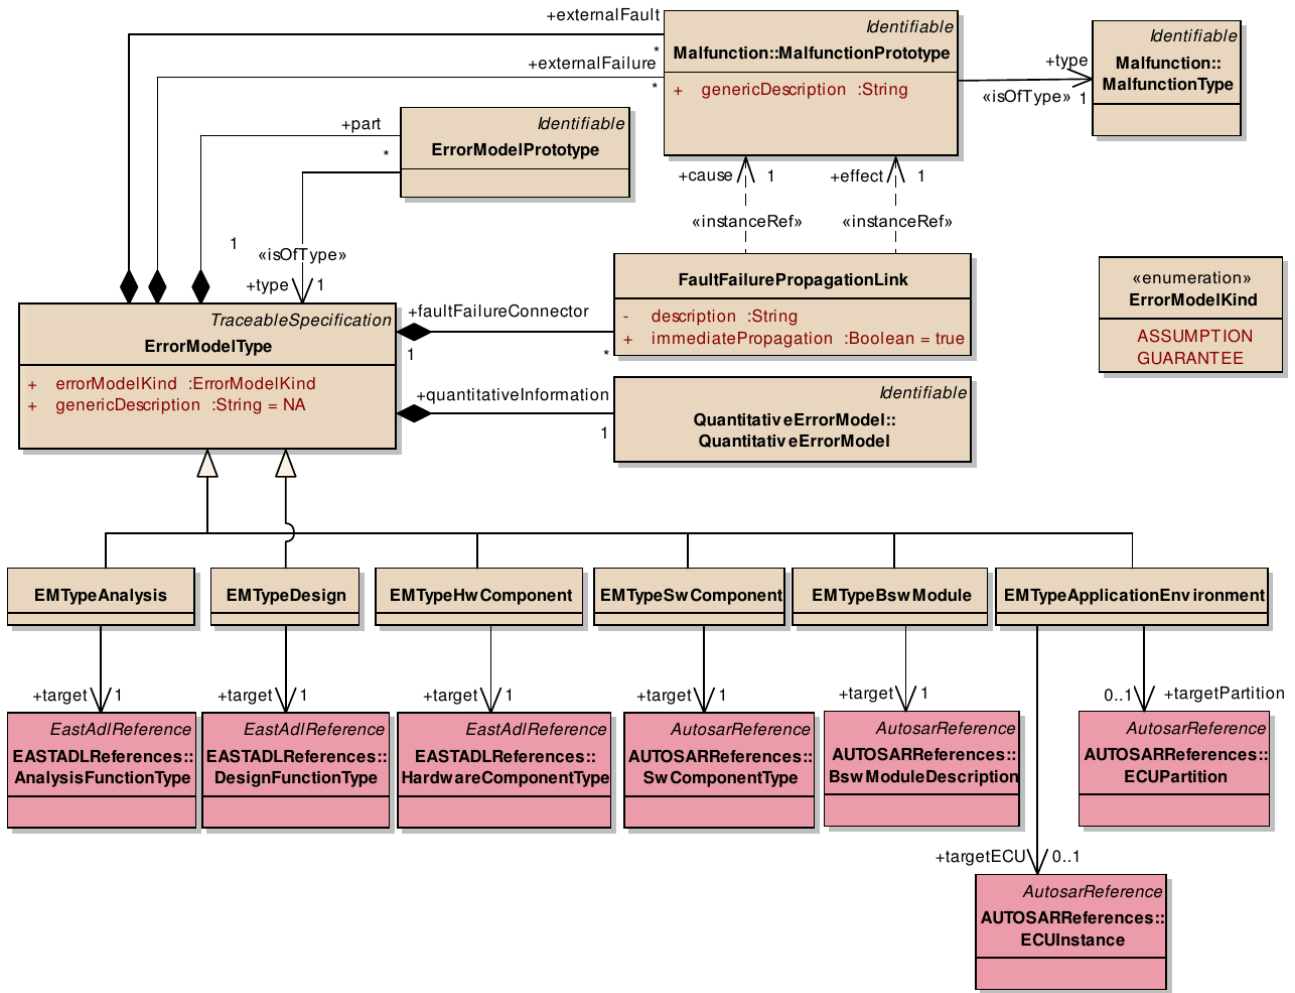 +externalFault
*
+externalFailure
*
Identifiable
Malfunction::MalfunctionPrototype
+ genericDescription :String
+type
«isOfType» 1
Identifiable
Malfunction::
MalfunctionType
+part
*
Identifiable
ErrorModelPrototype
1
«isOfType»
+type 1
+cause 1
+effect 1
«instanceRef»
«instanceRef»
FaultFailurePropagationLink
- description :String
+ immediatePropagation :Boolean = true
«enumeration»
ErrorModelKind
ASSUMPTION
GUARANTEE
TraceableSpecification
ErrorModelType
+ errorModelKind :ErrorModelKind
+ genericDescription :String = NA
+faultFailureConnector
1
*
+quantitativeInformation
1
Identifiable
QuantitativeErrorModel::
QuantitativeErrorModel
EMTypeAnalysis
EMTypeDesign
EMTypeHwComponent
EMTypeSwComponent
EMTypeBswModule
EMTypeApplicationEnvironment
+target 1
+target 1
+target 1
+target 1
+target 1
0..1 +targetPartition
EastAdlReference
EASTADLReferences::
AnalysisFunctionType
EastAdlReference
EASTADLReferences::
DesignFunctionType
EastAdlReference
EASTADLReferences::
HardwareComponentType
AutosarReference
AUTOSARReferences::
SwComponentType
AutosarReference
AUTOSARReferences::
BswModuleDescription
AutosarReference
AUTOSARReferences::
ECUPartition
+targetECU 0..1
AutosarReference
AUTOSARReferences::
ECUInstance